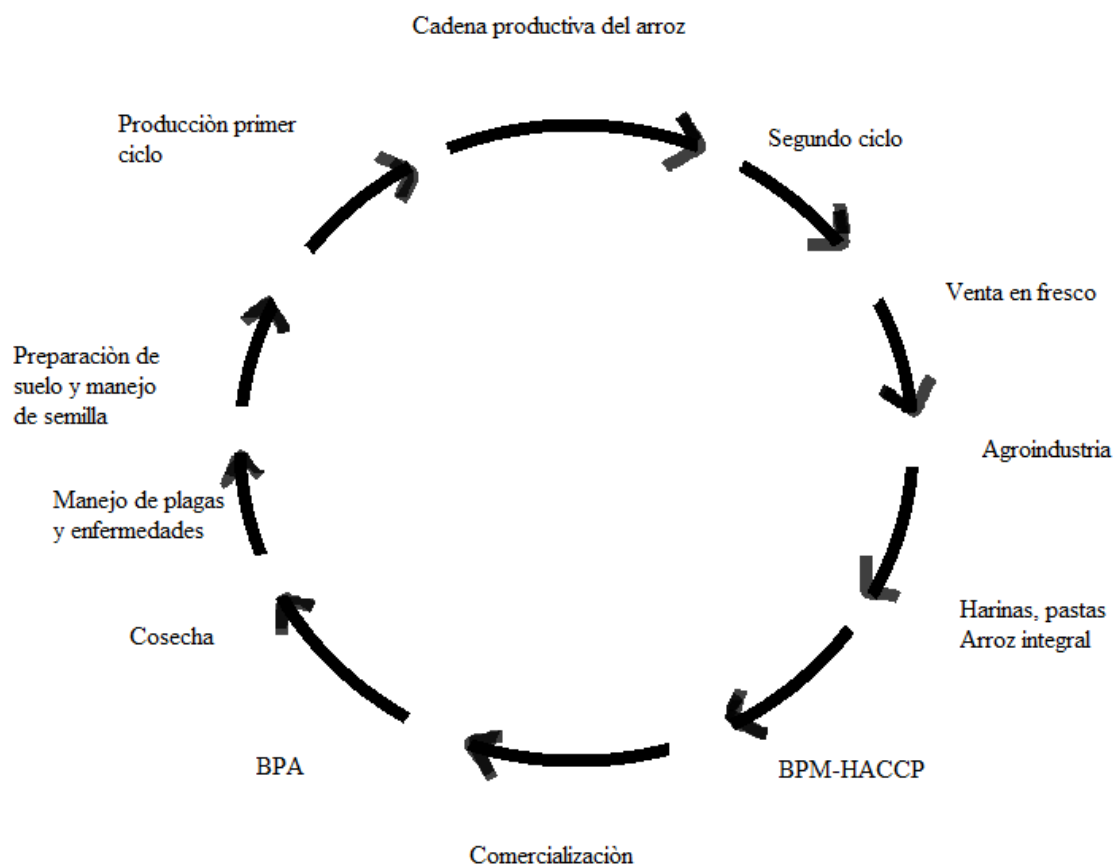 Cadena productiva del arroz
Producciòn primer
ciclo
Segundo ciclo
Venta en fresco
Preparaciòn de
suelo y manejo
de semilla
Agroindustria
Manejo de plagas
y enfermedades
Harinas, pastas
Arroz integral
Cosecha
BPA
BPM-HACCP
Comercializaciòn